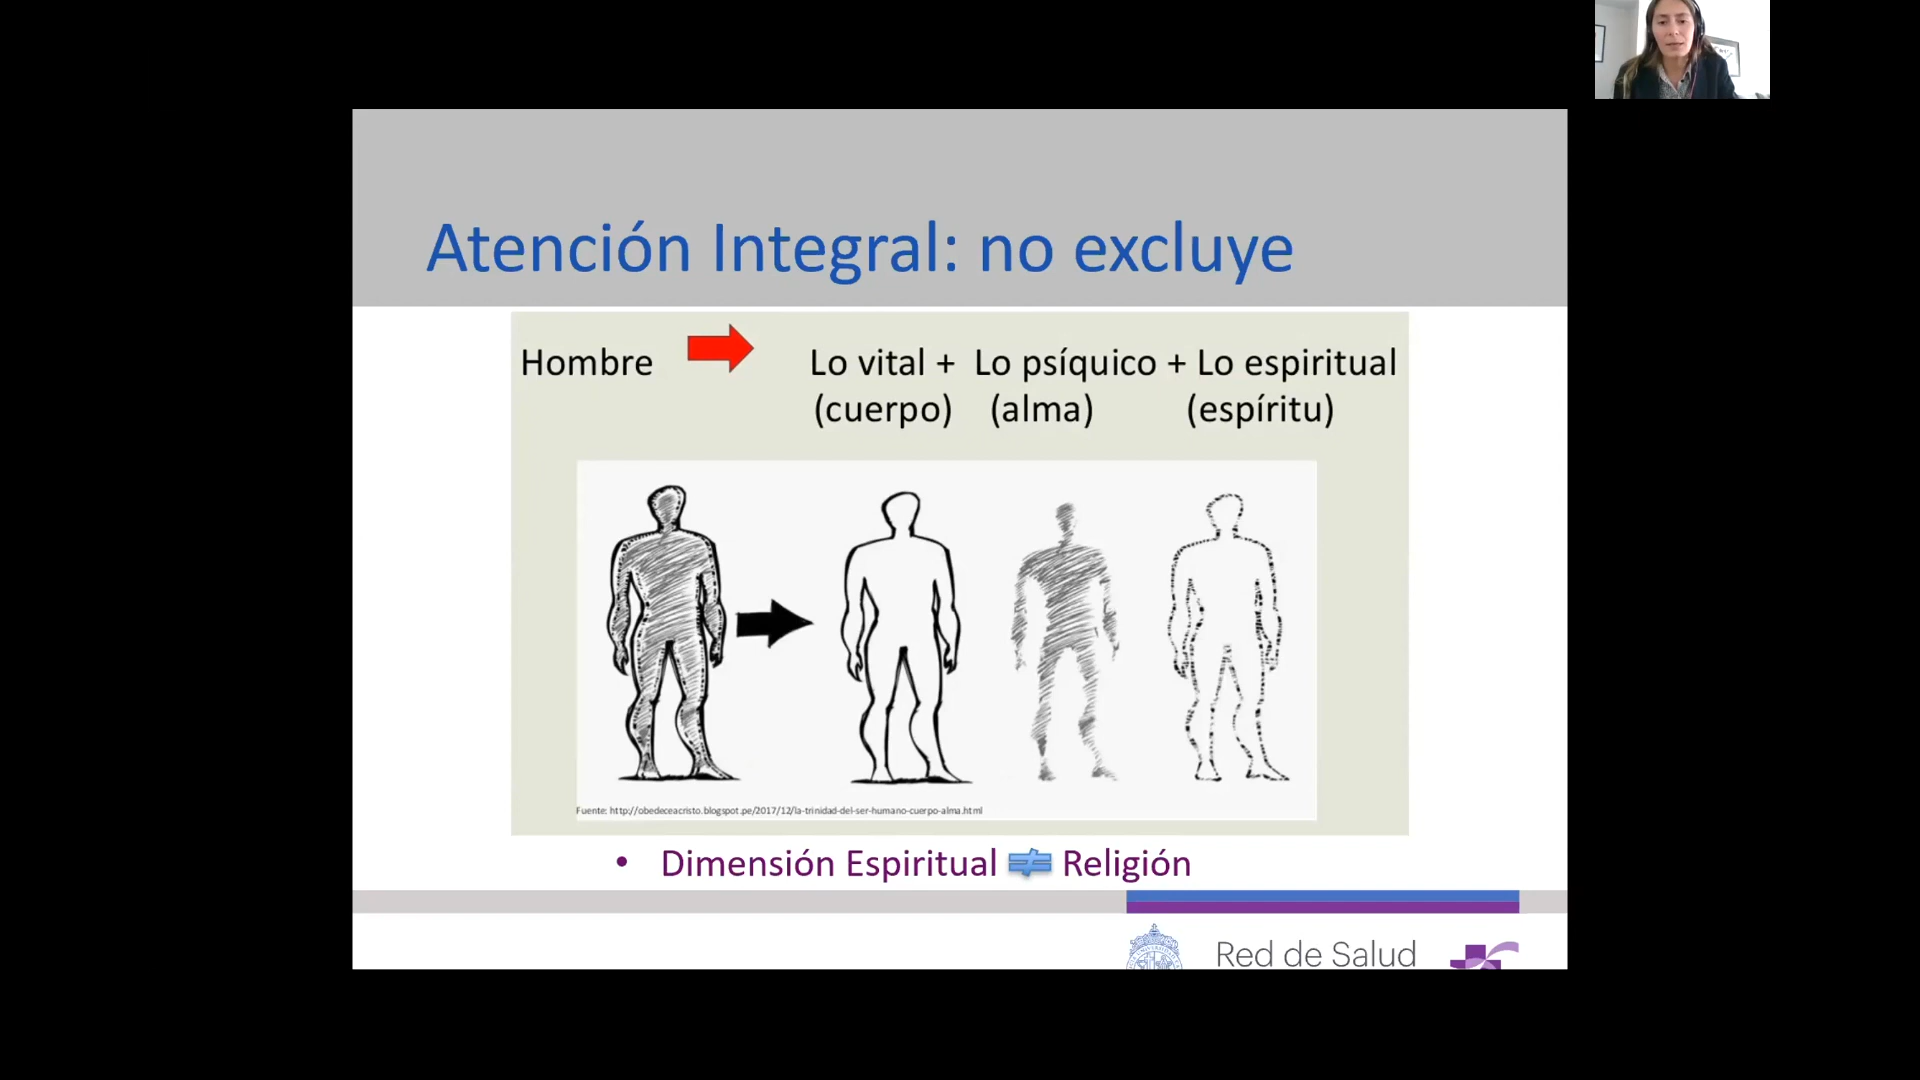 Atención Integral: no excluye
Hombre Lo vital + Lo psíquico + Lo espiritual
(cuerpo) (alma) (espíritu)
Fuente: http://obedeceacristo.blogspot.pe/2017/12/la-trinidad-del-ser-humano-cuerpo-alma.html
• Dimensión Espiritual ≠ Religión
Red de Salud